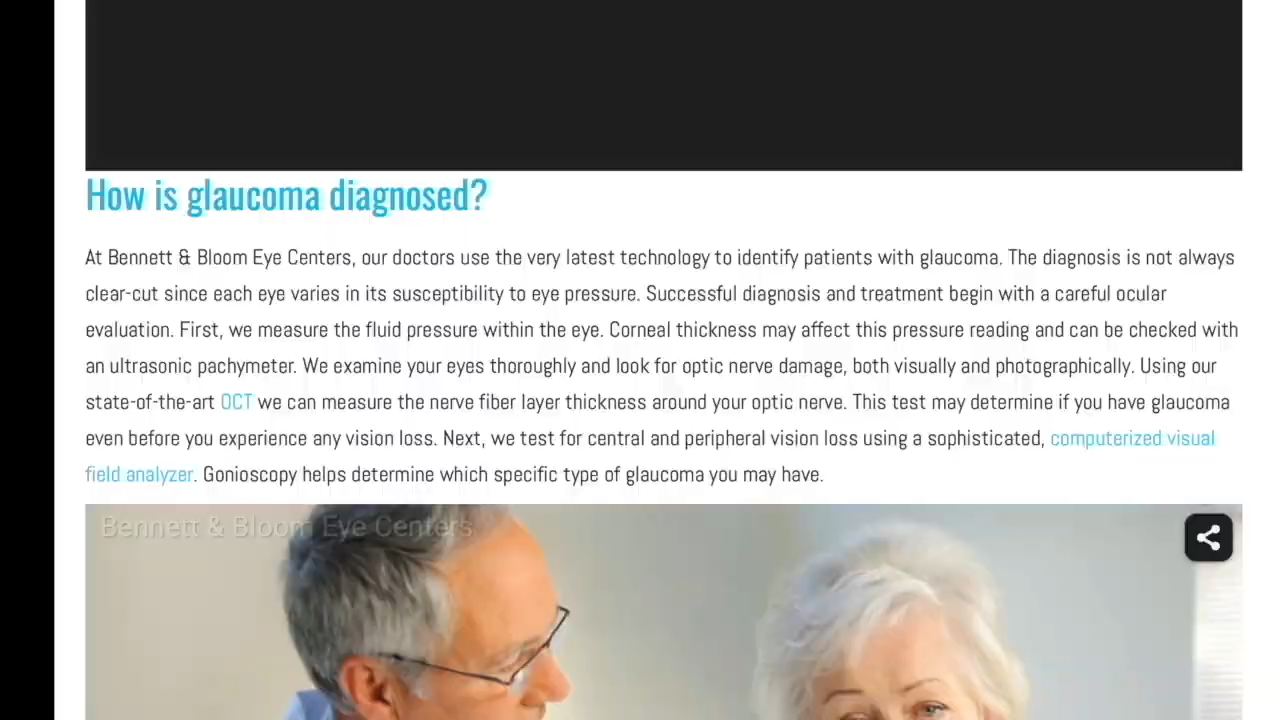 How is glaucoma diagnosed?
At Bennett & Bloom Eye Centers, our doctors use the very latest technology to identify patients with glaucoma. The diagnosis is not always
clear-cut since each eye varies in its susceptibility to eye pressure. Successful diagnosis and treatment begin with a careful ocular
evaluation. First, we measure the fluid pressure within the eye. Corneal thickness may affect this pressure reading and can be checked with
an ultrasonic pachymeter. We examine your eyes thoroughly and look for optic nerve damage, both visually and photographically. Using our
state-of-the-art OCT we can measure the nerve fiber layer thickness around your optic nerve. This test may determine if you have glaucoma
even before you experience any vision loss. Next, we test for central and peripheral vision loss using a sophisticated, computerized visual
field analyzer. Gonioscopy helps determine which specific type of glaucoma you may have.
Bennett & Bloom Eye Centers